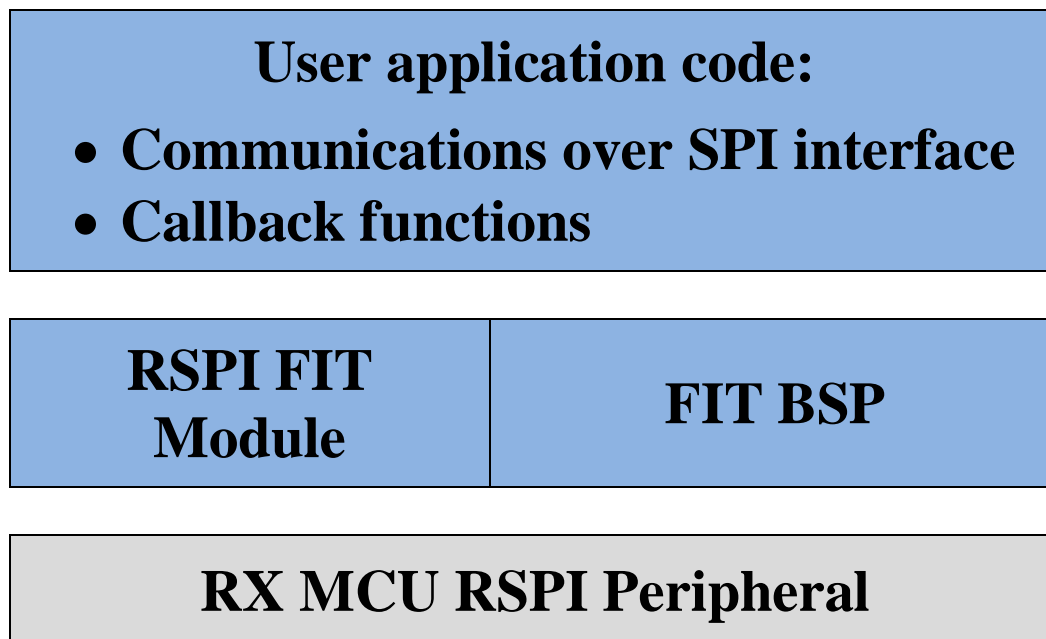 User application code:
• Communications over SPI interface
• Callback functions
RSPI FIT
Module
FIT BSP
RX MCU RSPI Peripheral